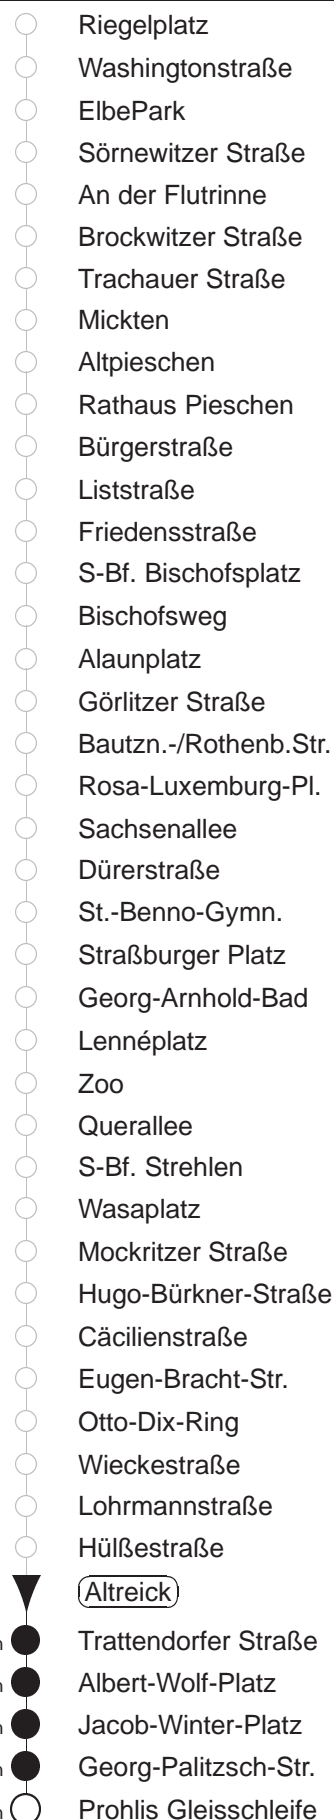 Riegelplatz
Washingtonstraße
ElbePark
Sörnewitzer Straße
An der Flutrinne
Brockwitzer Straße
Trachauer Straße
Mickten
Altpieschen
Rathaus Pieschen
Bürgerstraße
Liststraße
Friedensstraße
S-Bf. Bischofsplatz
Bischofsweg
Alaunplatz
Görlitzer Straße
Bautzn.-/Rothenb.Str.
Rosa-Luxemburg-Pl.
Sachsenallee
Dürerstraße
St.-Benno-Gymn.
Straßburger Platz
Georg-Arnhold-Bad
Lennéplatz
Zoo
Querallee
S-Bf. Strehlen
Wasaplatz
Mockritzer Straße
Hugo-Bürkner-Straße
Cäcilienstraße
Eugen-Bracht-Str.
Otto-Dix-Ring
Wieckestraße
Lohrmannstraße
Hülßestraße
Altreick
Trattendorfer Straße
Albert-Wolf-Platz
Jacob-Winter-Platz
Georg-Palitzsch-Str.
Prohlis Gleisschleife